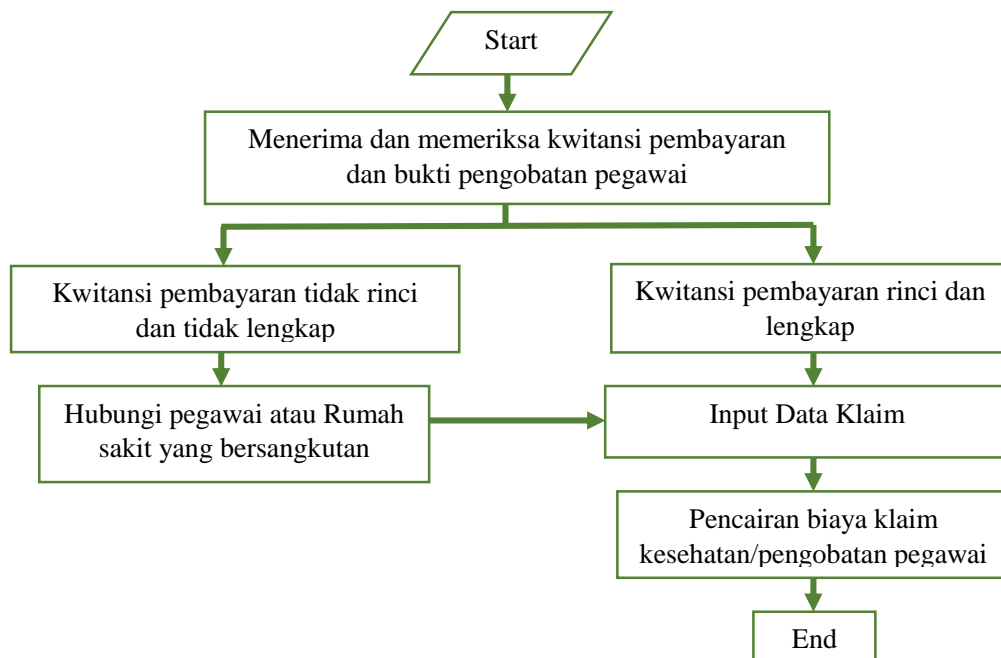 Start
Menerima dan memeriksa kwitansi pembayaran
dan bukti pengobatan pegawai
Kwitansi pembayaran tidak rinci
dan tidak lengkap
Kwitansi pembayaran rinci dan
lengkap
Hubungi pegawai atau Rumah
sakit yang bersangkutan
Input Data Klaim
Pencairan biaya klaim
kesehatan/pengobatan pegawai
End